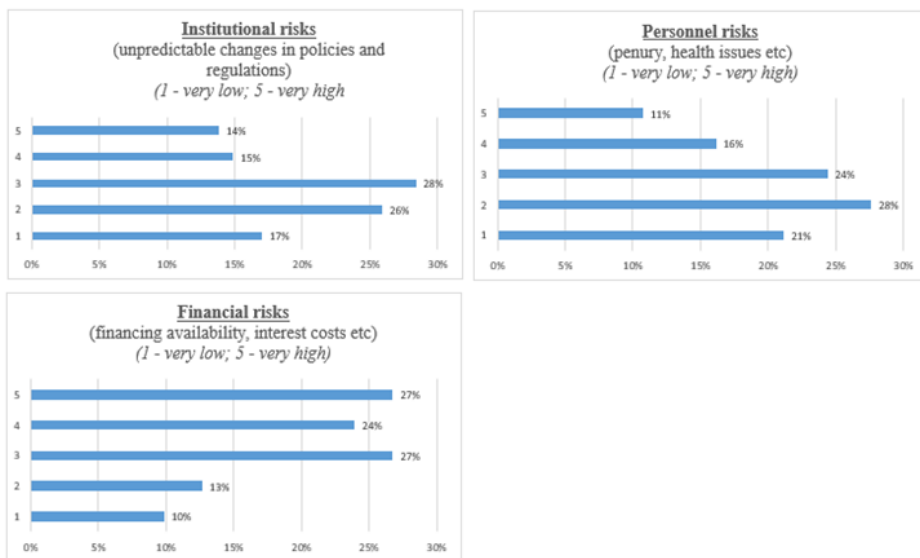 Institutional risks
(unpredictable changes in policies and
regulations)
(1 - very low; 5 - very high
5
14%
4
15%
3
28%
2
26%
1
17%
0% 5% 10% 15% 20% 25% 30%
Personnel risks
(penury, health issues etc)
(1 - very low; 5 - very high)
5
11%
4
16%
3
24%
2
28%
1
21%
0% 5% 10% 15% 20% 25% 30%
Financial risks
(financing availability, interest costs etc)
(1 - very low; 5 - very high)
5
27%
4
24%
3
27%
2
13%
1
10%
0% 5% 10% 15% 20% 25% 30%